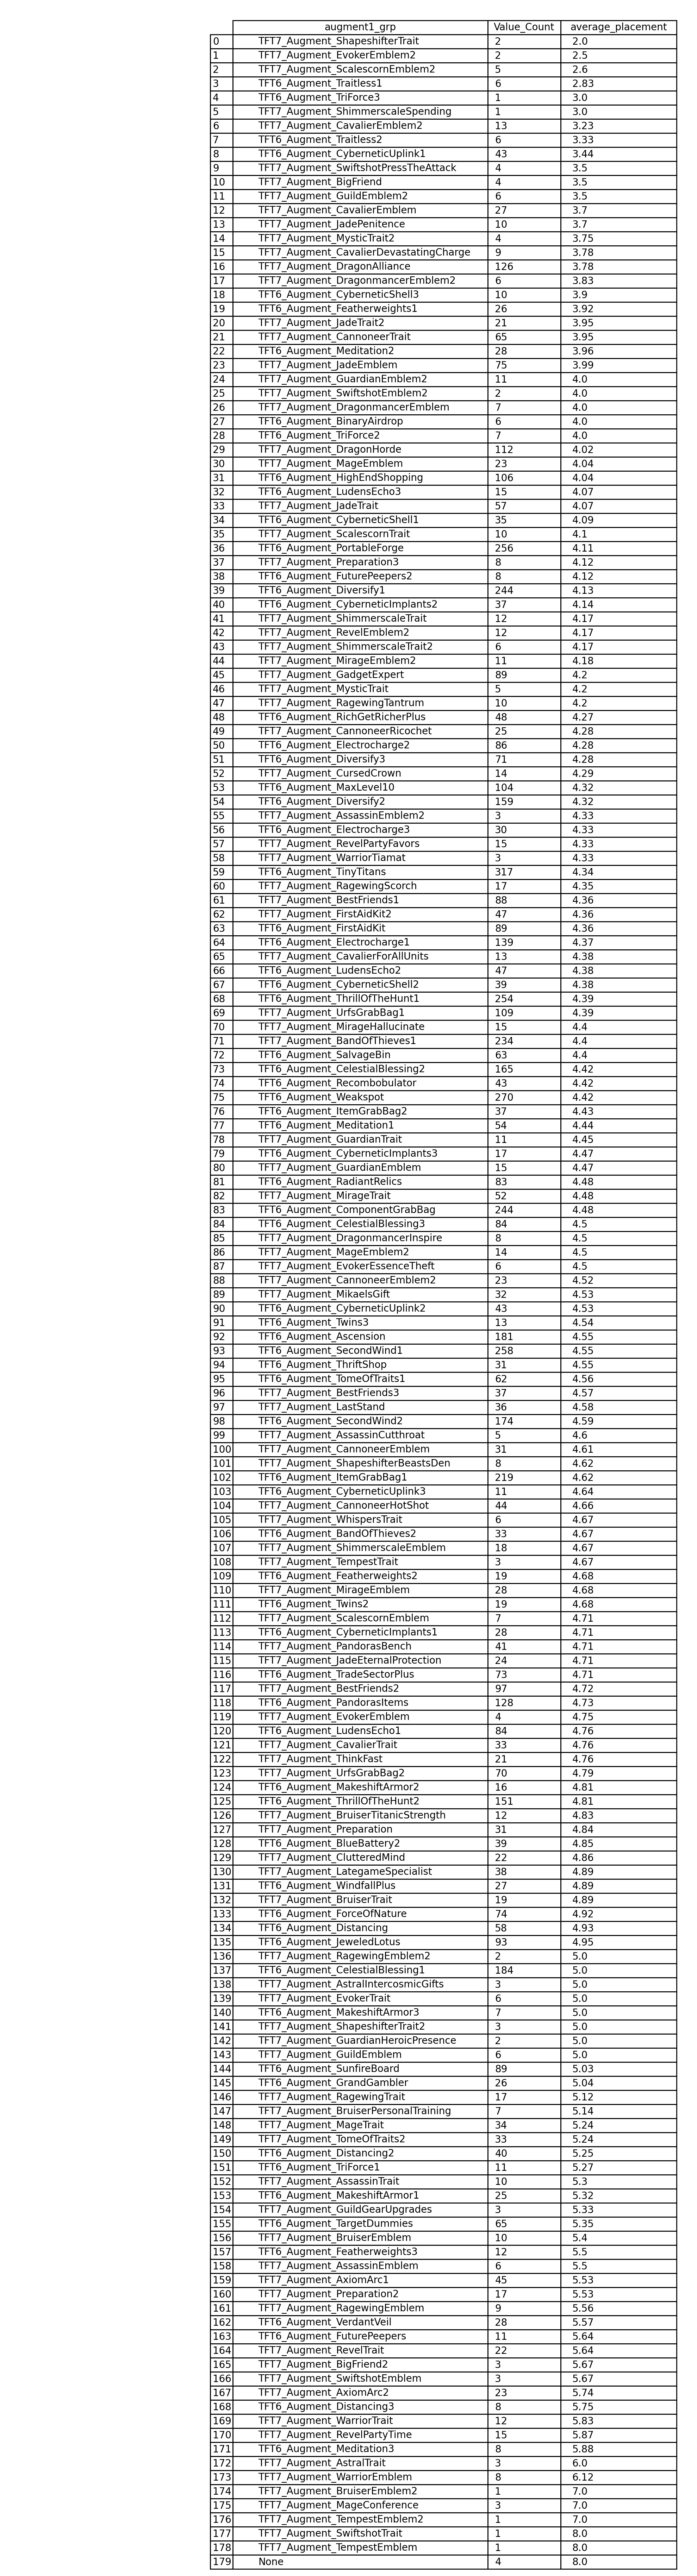 augment1_grp Value_Count average_placement
0 TFT7_Augment_ShapeshifterTrait 2 2.0
1 TFT7_Augment_EvokerEmblem2 2 2.5
2 TFT7_Augment_ScalescornEmblem2 5 2.6
3 TFT6_Augment_Traitless1 6 2.83
4 TFT6_Augment_TriForce3 1 3.0
5 TFT7_Augment_ShimmerscaleSpending 1 3.0
6 TFT7_Augment_CavalierEmblem2 13 3.23
7 TFT6_Augment_Traitless2 6 3.33
8 TFT6_Augment_CyberneticUplink1 43 3.44
9 TFT7_Augment_SwiftshotPressTheAttack 4 3.5
10 TFT7_Augment_BigFriend 4 3.5
11 TFT7_Augment_GuildEmblem2 6 3.5
12 TFT7_Augment_CavalierEmblem 27 3.7
13 TFT7_Augment_JadePenitence 10 3.7
14 TFT7_Augment_MysticTrait2 4 3.75
15 TFT7_Augment_CavalierDevastatingCharge 9 3.78
16 TFT7_Augment_DragonAlliance 126 3.78
17 TFT7_Augment_DragonmancerEmblem2 6 3.83
18 TFT6_Augment_CyberneticShell3 10 3.9
19 TFT6_Augment_Featherweights1 26 3.92
20 TFT7_Augment_JadeTrait2 21 3.95
21 TFT7_Augment_CannoneerTrait 65 3.95
22 TFT6_Augment_Meditation2 28 3.96
23 TFT7_Augment_JadeEmblem 75 3.99
24 TFT7_Augment_GuardianEmblem2 11 4.0
25 TFT7_Augment_SwiftshotEmblem2 2 4.0
26 TFT7_Augment_DragonmancerEmblem 7 4.0
27 TFT6_Augment_BinaryAirdrop 6 4.0
28 TFT6_Augment_TriForce2 7 4.0
29 TFT7_Augment_DragonHorde 112 4.02
30 TFT7_Augment_MageEmblem 23 4.04
31 TFT6_Augment_HighEndShopping 106 4.04
32 TFT6_Augment_LudensEcho3 15 4.07
33 TFT7_Augment_JadeTrait 57 4.07
34 TFT6_Augment_CyberneticShell1 35 4.09
35 TFT7_Augment_ScalescornTrait 10 4.1
36 TFT6_Augment_PortableForge 256 4.11
37 TFT7_Augment_Preparation3 8 4.12
38 TFT6_Augment_FuturePeepers2 8 4.12
39 TFT6_Augment_Diversify1 244 4.13
40 TFT6_Augment_CyberneticImplants2 37 4.14
41 TFT7_Augment_ShimmerscaleTrait 12 4.17
42 TFT7_Augment_RevelEmblem2 12 4.17
43 TFT7_Augment_ShimmerscaleTrait2 6 4.17
44 TFT7_Augment_MirageEmblem2 11 4.18
45 TFT7_Augment_GadgetExpert 89 4.2
46 TFT7_Augment_MysticTrait 5 4.2
47 TFT7_Augment_RagewingTantrum 10 4.2
48 TFT6_Augment_RichGetRicherPlus 48 4.27
49 TFT7_Augment_CannoneerRicochet 25 4.28
50 TFT6_Augment_Electrocharge2 86 4.28
51 TFT6_Augment_Diversify3 71 4.28
52 TFT7_Augment_CursedCrown 14 4.29
53 TFT6_Augment_MaxLevel10 104 4.32
54 TFT6_Augment_Diversify2 159 4.32
55 TFT7_Augment_AssassinEmblem2 3 4.33
56 TFT6_Augment_Electrocharge3 30 4.33
57 TFT7_Augment_RevelPartyFavors 15 4.33
58 TFT7_Augment_WarriorTiamat 3 4.33
59 TFT6_Augment_TinyTitans 317 4.34
60 TFT7_Augment_RagewingScorch 17 4.35
61 TFT7_Augment_BestFriends1 88 4.36
62 TFT7_Augment_FirstAidKit2 47 4.36
63 TFT6_Augment_FirstAidKit 89 4.36
64 TFT6_Augment_Electrocharge1 139 4.37
65 TFT7_Augment_CavalierForAllUnits 13 4.38
66 TFT6_Augment_LudensEcho2 47 4.38
67 TFT6_Augment_CyberneticShell2 39 4.38
68 TFT6_Augment_ThrillOfTheHunt1 254 4.39
69 TFT7_Augment_UrfsGrabBag1 109 4.39
70 TFT7_Augment_MirageHallucinate 15 4.4
71 TFT7_Augment_BandOfThieves1 234 4.4
72 TFT6_Augment_SalvageBin 63 4.4
73 TFT6_Augment_CelestialBlessing2 165 4.42
74 TFT6_Augment_Recombobulator 43 4.42
75 TFT6_Augment_Weakspot 270 4.42
76 TFT6_Augment_ItemGrabBag2 37 4.43
77 TFT6_Augment_Meditation1 54 4.44
78 TFT7_Augment_GuardianTrait 11 4.45
79 TFT6_Augment_CyberneticImplants3 17 4.47
80 TFT7_Augment_GuardianEmblem 15 4.47
81 TFT6_Augment_RadiantRelics 83 4.48
82 TFT7_Augment_MirageTrait 52 4.48
83 TFT6_Augment_ComponentGrabBag 244 4.48
84 TFT6_Augment_CelestialBlessing3 84 4.5
85 TFT7_Augment_DragonmancerInspire 8 4.5
86 TFT7_Augment_MageEmblem2 14 4.5
87 TFT7_Augment_EvokerEssenceTheft 6 4.5
88 TFT7_Augment_CannoneerEmblem2 23 4.52
89 TFT7_Augment_MikaelsGift 32 4.53
90 TFT6_Augment_CyberneticUplink2 43 4.53
91 TFT6_Augment_Twins3 13 4.54
92 TFT6_Augment_Ascension 181 4.55
93 TFT6_Augment_SecondWind1 258 4.55
94 TFT6_Augment_ThriftShop 31 4.55
95 TFT6_Augment_TomeOfTraits1 62 4.56
96 TFT7_Augment_BestFriends3 37 4.57
97 TFT7_Augment_LastStand 36 4.58
98 TFT6_Augment_SecondWind2 174 4.59
99 TFT7_Augment_AssassinCutthroat 5 4.6
100 TFT7_Augment_CannoneerEmblem 31 4.61
101 TFT7_Augment_ShapeshifterBeastsDen 8 4.62
102 TFT6_Augment_ItemGrabBag1 219 4.62
103 TFT6_Augment_CyberneticUplink3 11 4.64
104 TFT7_Augment_CannoneerHotShot 44 4.66
105 TFT7_Augment_WhispersTrait 6 4.67
106 TFT6_Augment_BandOfThieves2 33 4.67
107 TFT7_Augment_ShimmerscaleEmblem 18 4.67
108 TFT7_Augment_TempestTrait 3 4.67
109 TFT6_Augment_Featherweights2 19 4.68
110 TFT7_Augment_MirageEmblem 28 4.68
111 TFT6_Augment_Twins2 19 4.68
112 TFT7_Augment_ScalescornEmblem 7 4.71
113 TFT6_Augment_CyberneticImplants1 28 4.71
114 TFT7_Augment_PandorasBench 41 4.71
115 TFT7_Augment_JadeEternalProtection 24 4.71
116 TFT6_Augment_TradeSectorPlus 73 4.71
117 TFT7_Augment_BestFriends2 97 4.72
118 TFT6_Augment_PandorasItems 128 4.73
119 TFT7_Augment_EvokerEmblem 4 4.75
120 TFT6_Augment_LudensEcho1 84 4.76
121 TFT7_Augment_CavalierTrait 33 4.76
122 TFT7_Augment_ThinkFast 21 4.76
123 TFT7_Augment_UrfsGrabBag2 70 4.79
124 TFT6_Augment_MakeshiftArmor2 16 4.81
125 TFT6_Augment_ThrillOfTheHunt2 151 4.81
126 TFT7_Augment_BruiserTitanicStrength 12 4.83
127 TFT7_Augment_Preparation 31 4.84
128 TFT6_Augment_BlueBattery2 39 4.85
129 TFT7_Augment_ClutteredMind 22 4.86
130 TFT7_Augment_LategameSpecialist 38 4.89
131 TFT6_Augment_WindfallPlus 27 4.89
132 TFT7_Augment_BruiserTrait 19 4.89
133 TFT6_Augment_ForceOfNature 74 4.92
134 TFT6_Augment_Distancing 58 4.93
135 TFT6_Augment_JeweledLotus 93 4.95
136 TFT7_Augment_RagewingEmblem2 2 5.0
137 TFT6_Augment_CelestialBlessing1 184 5.0
138 TFT7_Augment_AstralIntercosmicGifts 3 5.0
139 TFT7_Augment_EvokerTrait 6 5.0
140 TFT6_Augment_MakeshiftArmor3 7 5.0
141 TFT7_Augment_ShapeshifterTrait2 3 5.0
142 TFT7_Augment_GuardianHeroicPresence 2 5.0
143 TFT7_Augment_GuildEmblem 6 5.0
144 TFT6_Augment_SunfireBoard 89 5.03
145 TFT6_Augment_GrandGambler 26 5.04
146 TFT7_Augment_RagewingTrait 17 5.12
147 TFT7_Augment_BruiserPersonalTraining 7 5.14
148 TFT7_Augment_MageTrait 34 5.24
149 TFT7_Augment_TomeOfTraits2 33 5.24
150 TFT6_Augment_Distancing2 40 5.25
151 TFT6_Augment_TriForce1 11 5.27
152 TFT7_Augment_AssassinTrait 10 5.3
153 TFT6_Augment_MakeshiftArmor1 25 5.32
154 TFT7_Augment_GuildGearUpgrades 3 5.33
155 TFT6_Augment_TargetDummies 65 5.35
156 TFT7_Augment_BruiserEmblem 10 5.4
157 TFT6_Augment_Featherweights3 12 5.5
158 TFT7_Augment_AssassinEmblem 6 5.5
159 TFT7_Augment_AxiomArc1 45 5.53
160 TFT7_Augment_Preparation2 17 5.53
161 TFT7_Augment_RagewingEmblem 9 5.56
162 TFT6_Augment_VerdantVeil 28 5.57
163 TFT6_Augment_FuturePeepers 11 5.64
164 TFT7_Augment_RevelTrait 22 5.64
165 TFT7_Augment_BigFriend2 3 5.67
166 TFT7_Augment_SwiftshotEmblem 3 5.67
167 TFT7_Augment_AxiomArc2 23 5.74
168 TFT6_Augment_Distancing3 8 5.75
169 TFT7_Augment_WarriorTrait 12 5.83
170 TFT7_Augment_RevelPartyTime 15 5.87
171 TFT6_Augment_Meditation3 8 5.88
172 TFT7_Augment_AstralTrait 3 6.0
173 TFT7_Augment_WarriorEmblem 8 6.12
174 TFT7_Augment_BruiserEmblem2 1 7.0
175 TFT7_Augment_MageConference 3 7.0
176 TFT7_Augment_TempestEmblem2 1 7.0
177 TFT7_Augment_SwiftshotTrait 1 8.0
178 TFT7_Augment_TempestEmblem 1 8.0
179 None 4 8.0